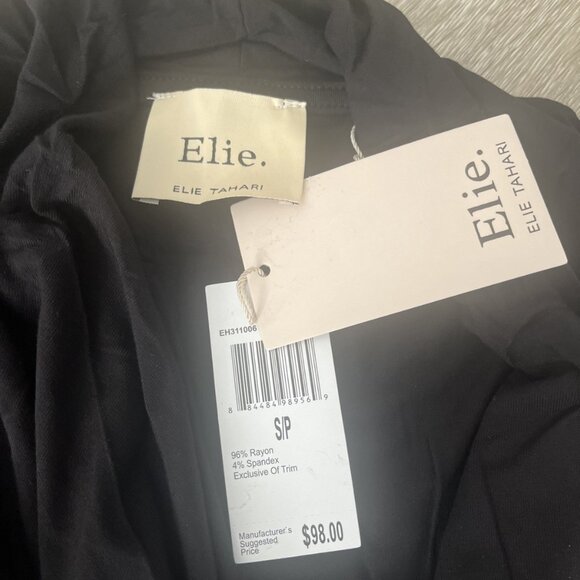 Elie.
ELIE TAHARI
Elie.
ELIE TAHARI
EH311006
8 84484 98956 9
S/P
96% Rayon
4% Spandex
Exclusive Of Trim
Manufacturer's
Suggested
Price
$98.00